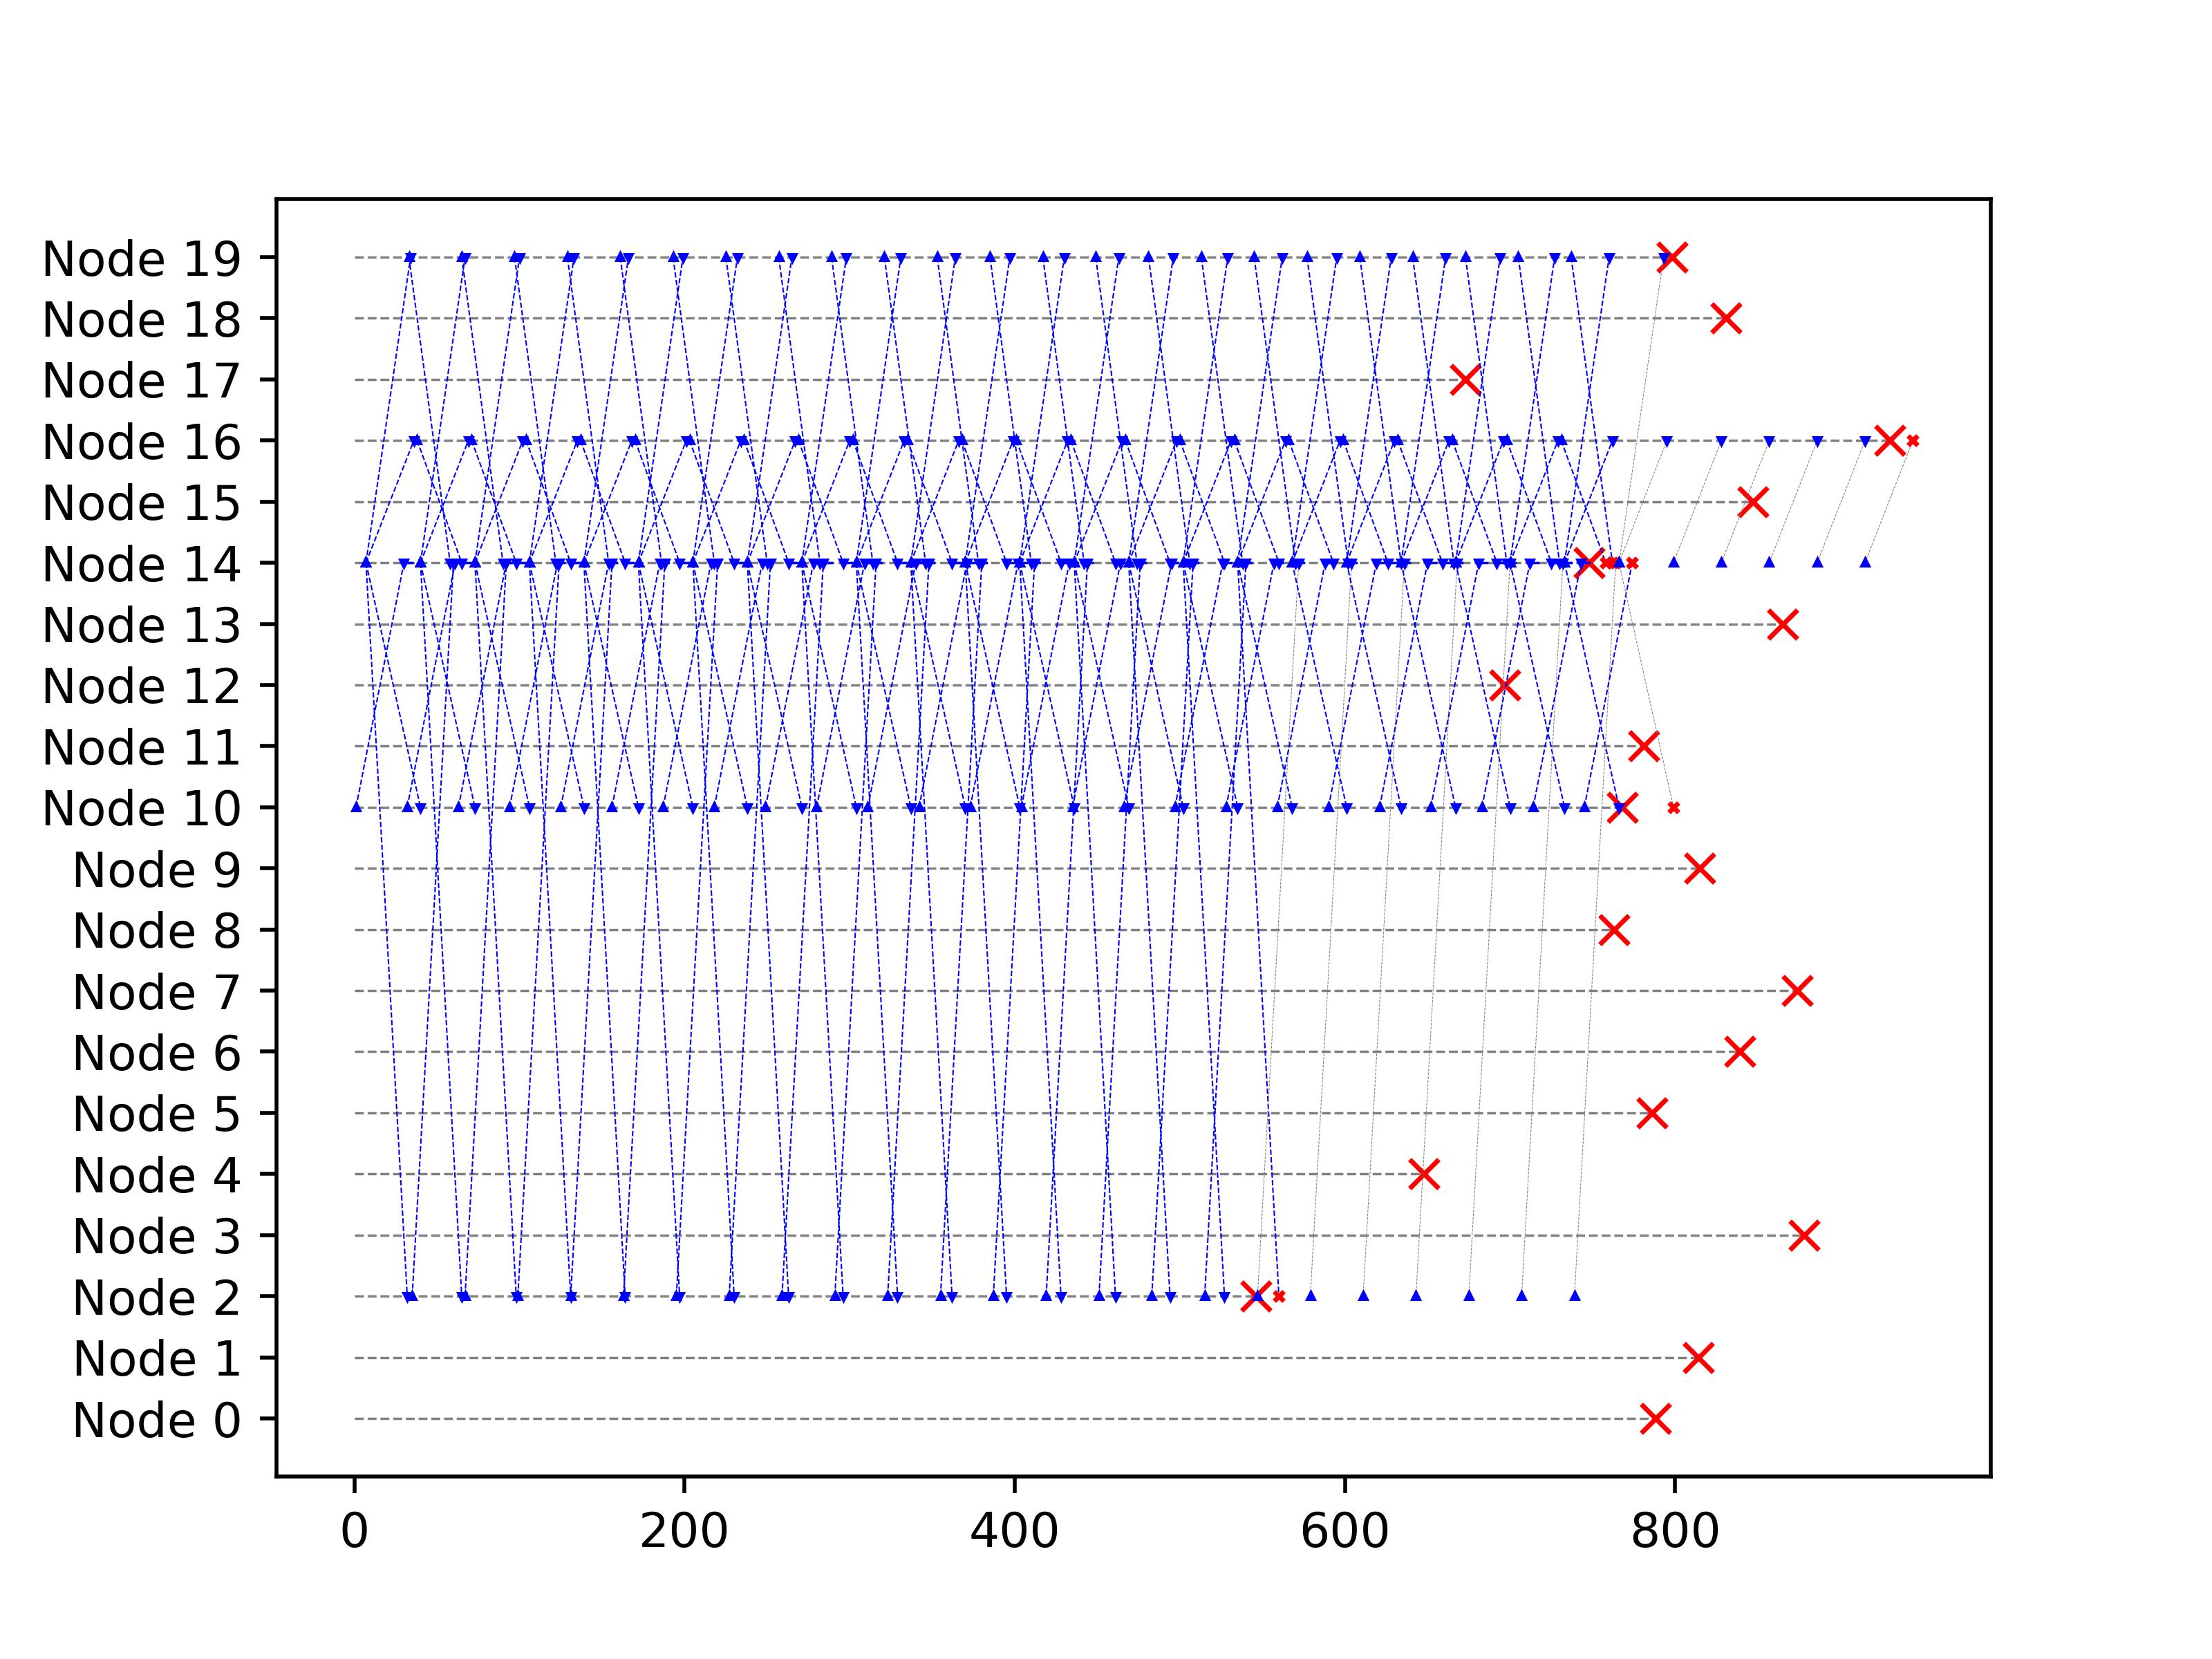 Node 19
Node 18
Node 17
Node 16
Node 15
Node 14
Node 13
Node 12
Node 11
Node 10
Node 9
Node 8
Node 7
Node 6
Node 5
Node 4
Node 3
Node 2
Node 1
Node 0
0 200 400 600 800